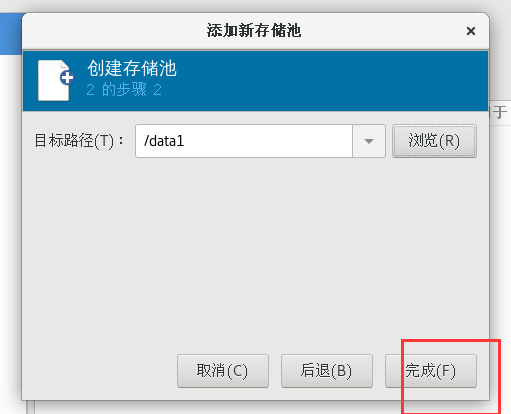 添加新存储池
创建存储池
2 的步骤 2
于
目标路径(T)：
/data1
浏览(R)
取消(C)
后退(B)
完成(F)